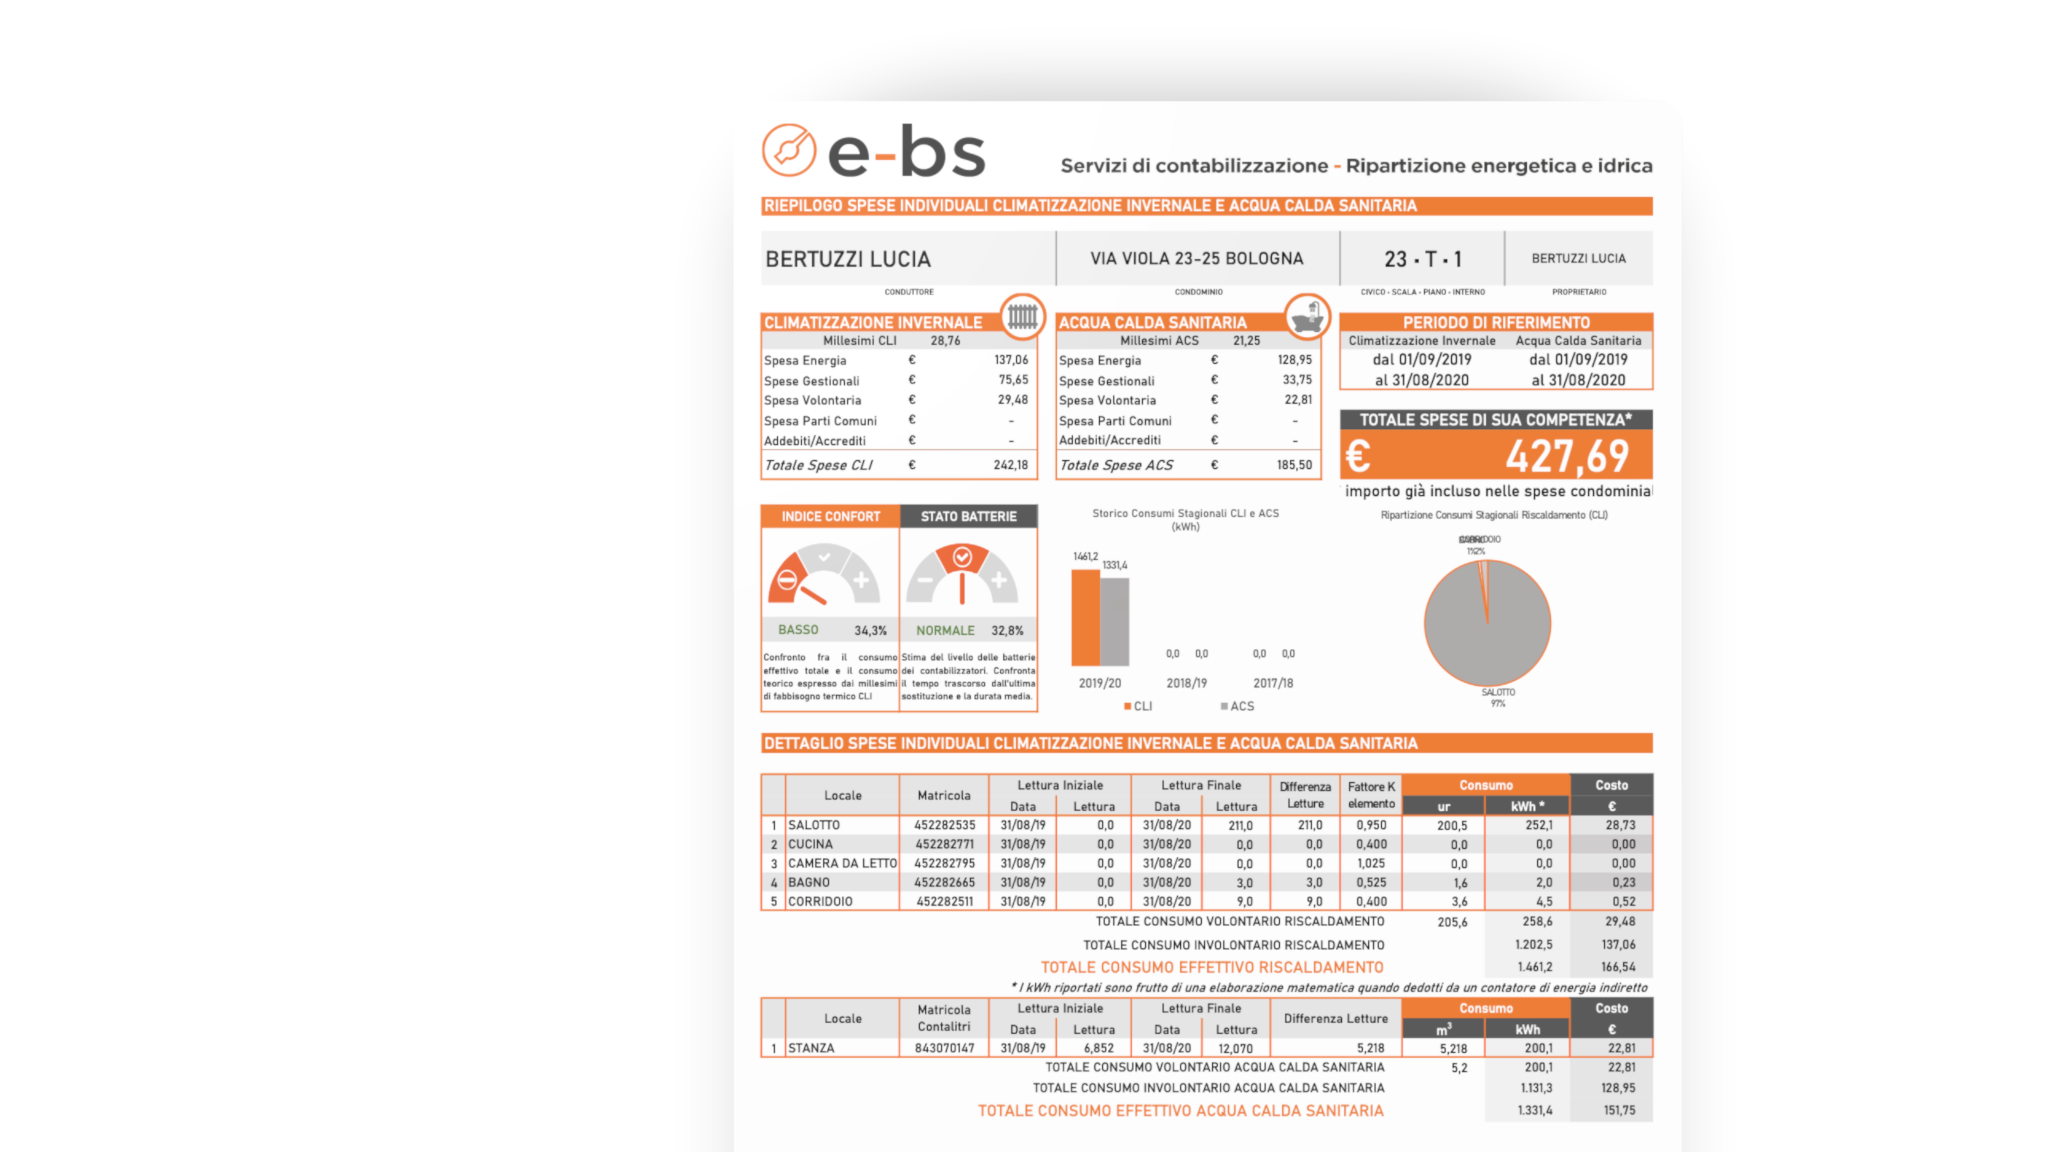 e-bs
Servizi di contabilizzazione - Ripartizione energetica e idrica
RIEPILOGO SPESE INDIVIDUALI CLIMATIZZAZIONE INVERNALE E ACQUA CALDA SANITARIA
BERTUZZI LUCIA VIA VIOLA 23-25 BOLOGNA 23 · T · 1 BERTUZZI LUCIA
CONDUTTORE CONDOMINIO CIVICO - SCALA - PIANO - INTERNO PROPRIETARIO
CLIMATIZZAZIONE INVERNALE
Millesimi CLI 28,76
Spesa Energia € 137,06
Spese Gestionali € 75,65
Spesa Volontaria € 29,48
Spesa Parti Comuni € -
Addebiti/Accrediti € -
Totale Spese CLI € 242,18
ACQUA CALDA SANITARIA
Millesimi ACS 21,25
Spesa Energia € 128,95
Spese Gestionali € 33,75
Spesa Volontaria € 22,81
Spesa Parti Comuni € -
Addebiti/Accrediti € -
Totale Spese ACS € 185,50
PERIODO DI RIFERIMENTO
Climatizzazione Invernale Acqua Calda Sanitaria
dal 01/09/2019 dal 01/09/2019
al 31/08/2020 al 31/08/2020
TOTALE SPESE DI SUA COMPETENZA*
€ 427,69
importo già incluso nelle spese condominia
INDICE CONFORT
BASSO 34,3%
Confronto fra il consumo
effettivo totale e il consumo
teorico espresso dai millesimi
di fabbisogno termico CLI
STATO BATTERIE
NORMALE 32,8%
Stima del livello delle batterie
dei contabilizzatori. Confronta
il tempo trascorso dall'ultima
sostituzione e la durata media.
Storico Consumi Stagionali CLI e ACS
(kWh)
1461,2 1331,4
0,0 0,0 0,0 0,0
2019/20 2018/19 2017/18
CLI ACS
Ripartizione Consumi Stagionali Riscaldamento (CLI)
CORRIDOIO
2%
SALOTTO
97%
DETTAGLIO SPESE INDIVIDUALI CLIMATIZZAZIONE INVERNALE E ACQUA CALDA SANITARIA
Locale Matricola Lettura Iniziale Lettura Finale Differenza Letture Fattore K elemento Consumo Costo
Data Lettura Data Lettura ur kWh * €
1 SALOTTO 452282535 31/08/19 0,0 31/08/20 211,0 211,0 0,950 200,5 252,1 28,73
2 CUCINA 452282771 31/08/19 0,0 31/08/20 0,0 0,0 0,400 0,0 0,0 0,00
3 CAMERA DA LETTO 452282795 31/08/19 0,0 31/08/20 0,0 0,0 1,025 0,0 0,0 0,00
4 BAGNO 452282665 31/08/19 0,0 31/08/20 3,0 3,0 0,525 1,6 2,0 0,23
5 CORRIDOIO 452282511 31/08/19 0,0 31/08/20 9,0 9,0 0,400 3,6 4,5 0,52
TOTALE CONSUMO VOLONTARIO RISCALDAMENTO 205,6 258,6 29,48
TOTALE CONSUMO INVOLONTARIO RISCALDAMENTO 1.202,5 137,06
TOTALE CONSUMO EFFETTIVO RISCALDAMENTO 1.461,2 166,54
* I kWh riportati sono frutto di una elaborazione matematica quando dedotti da un contatore di energia indiretto
Locale Matricola Contalitri Lettura Iniziale Lettura Finale Differenza Letture Consumo Costo
Data Lettura Data Lettura m³ kWh €
1 STANZA 843070147 31/08/19 6,852 31/08/20 12,070 5,218 5,218 200,1 22,81
TOTALE CONSUMO VOLONTARIO ACQUA CALDA SANITARIA 5,2 200,1 22,81
TOTALE CONSUMO INVOLONTARIO ACQUA CALDA SANITARIA 1.131,3 128,95
TOTALE CONSUMO EFFETTIVO ACQUA CALDA SANITARIA 1.331,4 151,75